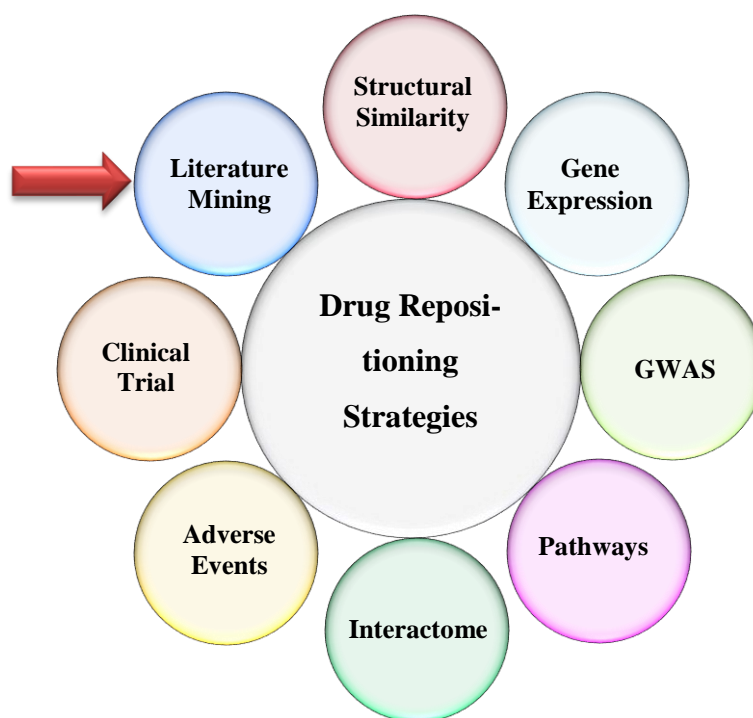 Structural
Similarity
Literature
Mining
Gene
Expression
Drug Reposi-
tioning
Strategies
Clinical
Trial
GWAS
Adverse
Events
Pathways
Interactome